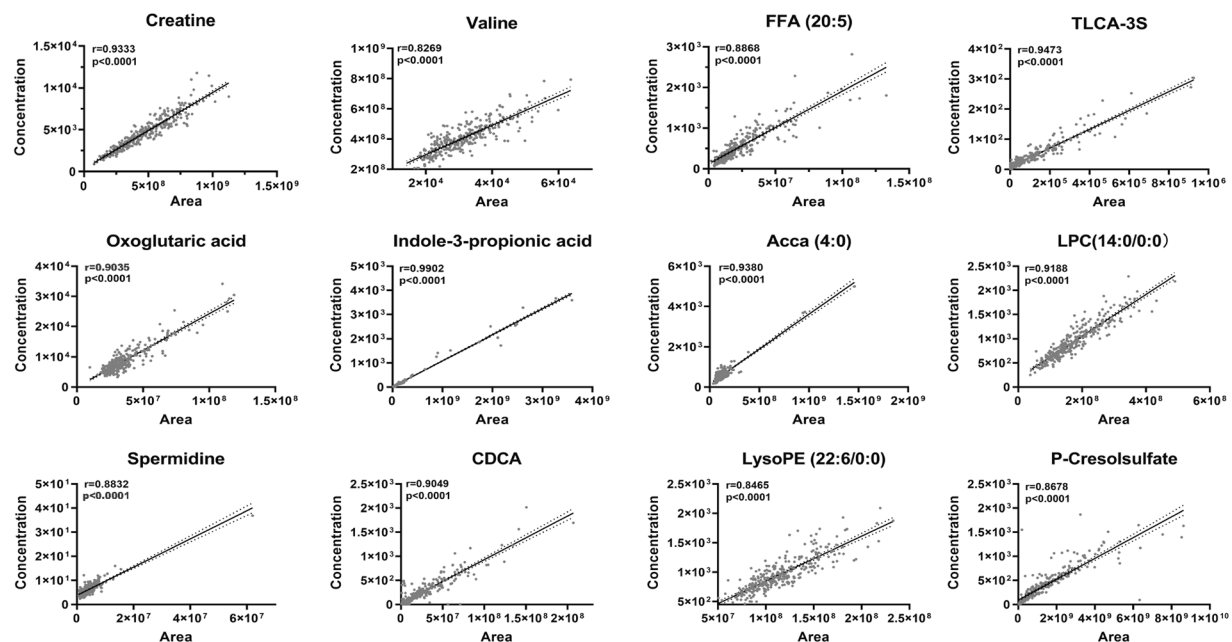 Creatine
r=0.9333
p<0.0001
Concentration
1.5×10⁴
1×10⁴
5×10³
0
0
5×10⁸
1×10⁹
1.5×10⁹
Area
Valine
r=0.8269
p<0.0001
Concentration
1×10⁹
8×10⁸
6×10⁸
4×10⁸
2×10⁸
2×10⁴
4×10⁴
6×10⁴
Area
FFA (20:5)
r=0.8868
p<0.0001
Concentration
3×10³
2×10³
1×10³
0
0
5×10⁷
1×10⁸
1.5×10⁸
Area
TLCA-3S
r=0.9473
p<0.0001
Concentration
4×10²
3×10²
2×10²
1×10²
0
0
2×10⁵
4×10⁵
6×10⁵
8×10⁵
1×10⁶
Area
Oxoglutaric acid
r=0.9035
p<0.0001
Concentration
4×10⁴
3×10⁴
2×10⁴
1×10⁴
0
0
5×10⁷
1×10⁸
1.5×10⁸
Area
Indole-3-propionic acid
r=0.9902
p<0.0001
Concentration
5×10³
4×10³
3×10³
2×10³
1×10³
0
0
1×10⁹
2×10⁹
3×10⁹
4×10⁹
Area
Acca (4:0)
r=0.9380
p<0.0001
Concentration
6×10³
4×10³
2×10³
0
0
5×10⁸
1×10⁹
1.5×10⁹
2×10⁹
Area
LPC(14:0/0:0）
r=0.9188
p<0.0001
Concentration
2.5×10³
2×10³
1.5×10³
1×10³
5×10²
0
0
2×10⁸
4×10⁸
6×10⁸
Area
Spermidine
r=0.8832
p<0.0001
Concentration
5×10¹
4×10¹
3×10¹
2×10¹
1×10¹
0
0
2×10⁷
4×10⁷
6×10⁷
Area
CDCA
r=0.9049
p<0.0001
Concentration
2.5×10³
2×10³
1.5×10³
1×10³
5×10²
0
0
5×10⁷
1×10⁸
1.5×10⁸
2×10⁸
Area
LysoPE (22:6/0:0)
r=0.8465
p<0.0001
Concentration
2.5×10³
2×10³
1.5×10³
1×10³
5×10²
5×10⁷
1×10⁸
1.5×10⁸
2×10⁸
2.5×10⁸
Area
P-Cresolsulfate
r=0.8678
p<0.0001
Concentration
2.5×10³
2×10³
1.5×10³
1×10³
5×10²
0
0
2×10⁹
4×10⁹
6×10⁹
8×10⁹
1×10¹⁰
Area